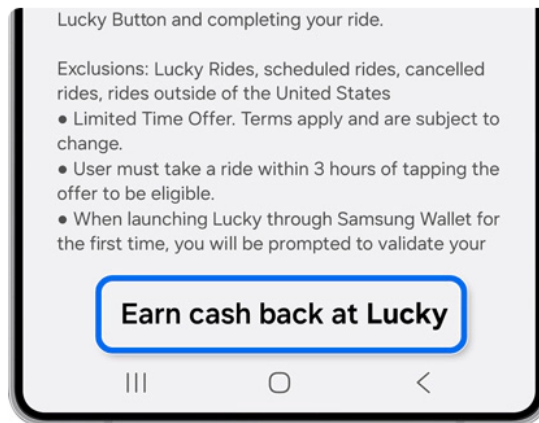 Lucky Button and completing your ride.
Exclusions: Lucky Rides, scheduled rides, cancelled
rides, rides outside of the United States
● Limited Time Offer. Terms apply and are subject to
change.
● User must take a ride within 3 hours of tapping the
offer to be eligible.
● When launching Lucky through Samsung Wallet for
the first time, you will be prompted to validate your
Earn cash back at Lucky